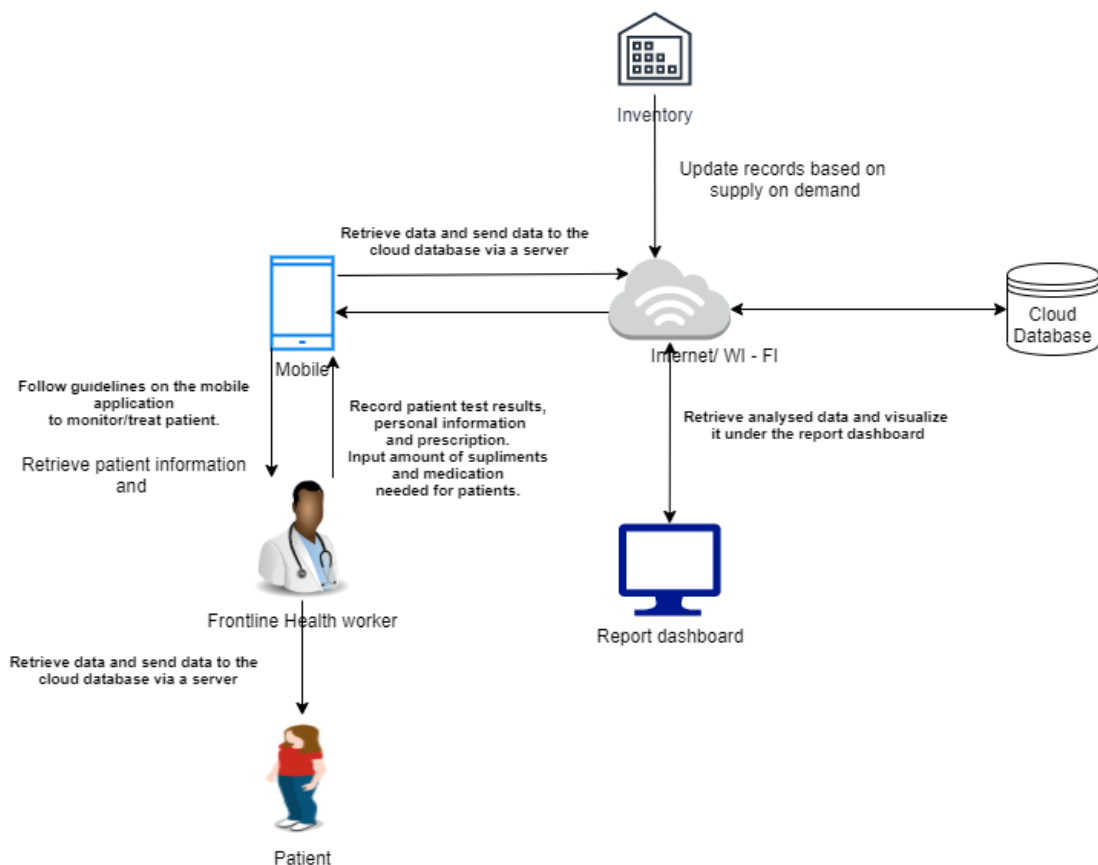 Inventory
Update records based on
supply on demand
Retrieve data and send data to the
cloud database via a server
Mobile
Internet/ WI - FI
Cloud
Database
Follow guidelines on the mobile
application
to monitor/treat patient.
Retrieve patient information
and
Record patient test results,
personal information
and prescription.
Input amount of supliments
and medication
needed for patients.
Retrieve analysed data and visualize
it under the report dashboard
Frontline Health worker
Report dashboard
Retrieve data and send data to the
cloud database via a server
Patient